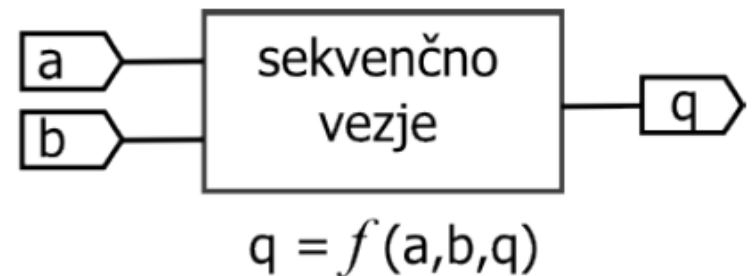 a
b
sekvenčno
vezje
q
q = f (a,b,q)